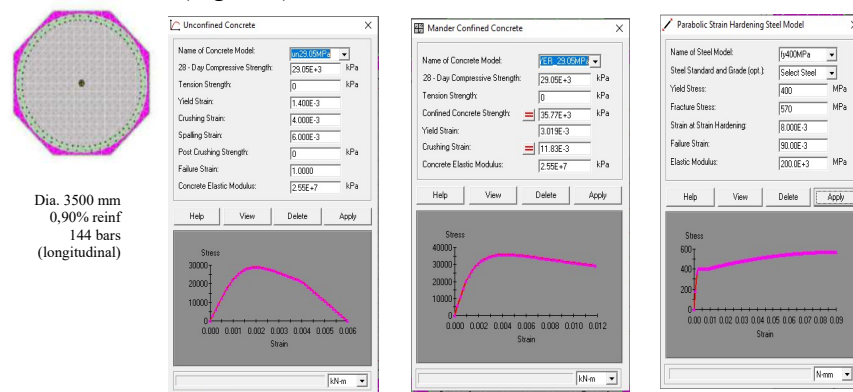 Dia. 3500 mm
0,90% reinf
144 bars
(longitudinal)
Unconfined Concrete
Name of Concrete Model: un29.05MPa
28 - Day Compressive Strength: 29.05E+3 kPa
Tension Strength: 0 kPa
Yield Strain: 1.400E-3
Crushing Strain: 4.000E-3
Spalling Strain: 6.000E-3
Post Crushing Strength: 0 kPa
Failure Strain: 1.0000
Concrete Elastic Modulus: 2.55E+7 kPa
Help View Delete Apply
Stress
30000
20000
10000
0
0.000 0.001 0.002 0.003 0.004 0.005 0.006
Strain
kN-m
Mander Confined Concrete
Name of Concrete Model: YER_29.05MPa
28 - Day Compressive Strength: 29.05E+3 kPa
Tension Strength: 0 kPa
Confined Concrete Strength: 35.77E+3 kPa
Yield Strain: 3.019E-3
Crushing Strain: 11.83E-3
Concrete Elastic Modulus: 2.55E+7 kPa
Help View Delete Apply
Stress
40000
30000
20000
10000
0
0.000 0.002 0.004 0.006 0.008 0.010 0.012
Strain
kN-m
Parabolic Strain Hardening Steel Model
Name of Steel Model: fy400MPa
Steel Standard and Grade (opt.): Select Steel
Yield Stress: 400 MPa
Fracture Stress: 570 MPa
Strain at Strain Hardening: 8.000E-3
Failure Strain: 90.00E-3
Elastic Modulus: 200.0E+3 MPa
Help View Delete Apply
Stress
600
400
200
0.00 0.01 0.02 0.03 0.04 0.05 0.06 0.07 0.08 0.09
Strain
N-mm